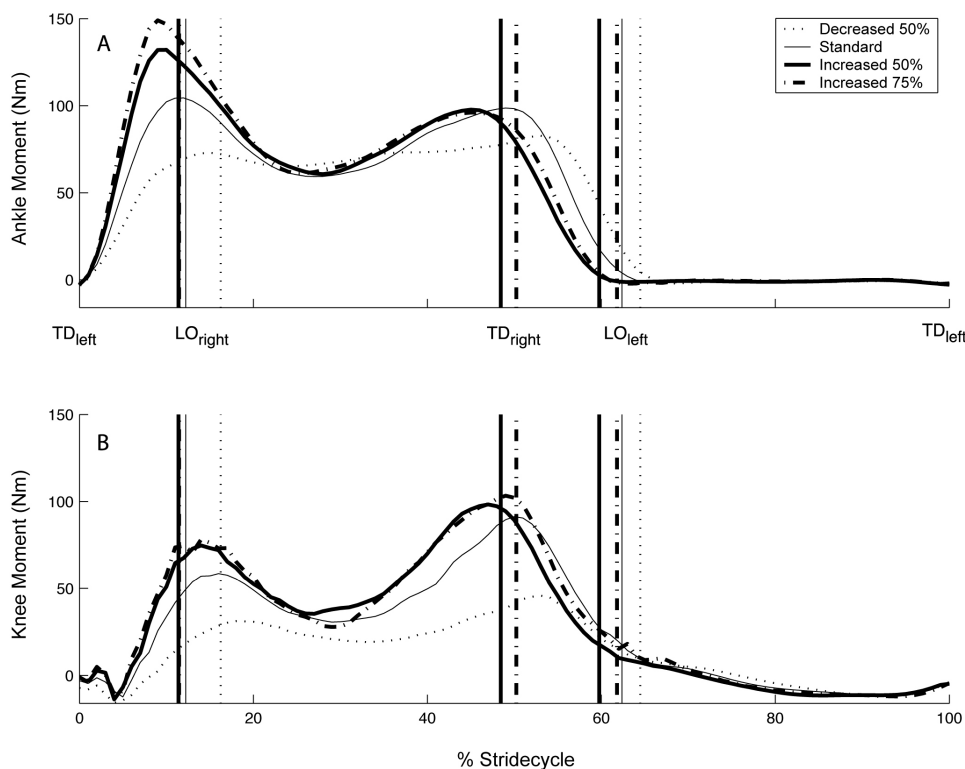 A
150
100
50
0
Ankle Moment (Nm)
Decreased 50%
Standard
Increased 50%
Increased 75%
TDleft LOright TDright LOleft TDleft
B
150
100
50
0
Knee Moment (Nm)
0 20 40 60 80 100
% Stridecycle